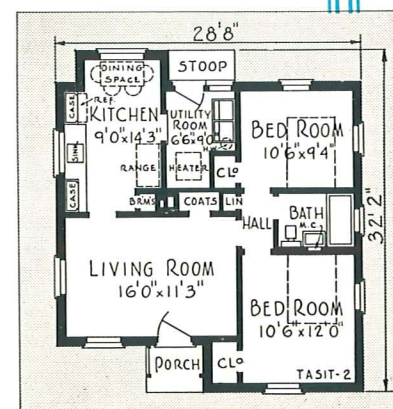 28'8"
DINING
SPACE
STOOP
CASE
REF.
KITCHEN
9'0"x14'3"
UTILITY
ROOM
6'6"x9'0"
BED ROOM
10'6"x9'4"
SINK
RANGE
HEATER
CLO
CASE
BRMS
COATS
LIN
HALL
BATH
M.C.
32'2"
LIVING ROOM
16'0"x11'3"
BED ROOM
10'6"x12'0"
PORCH
CLO.
TASIT-2